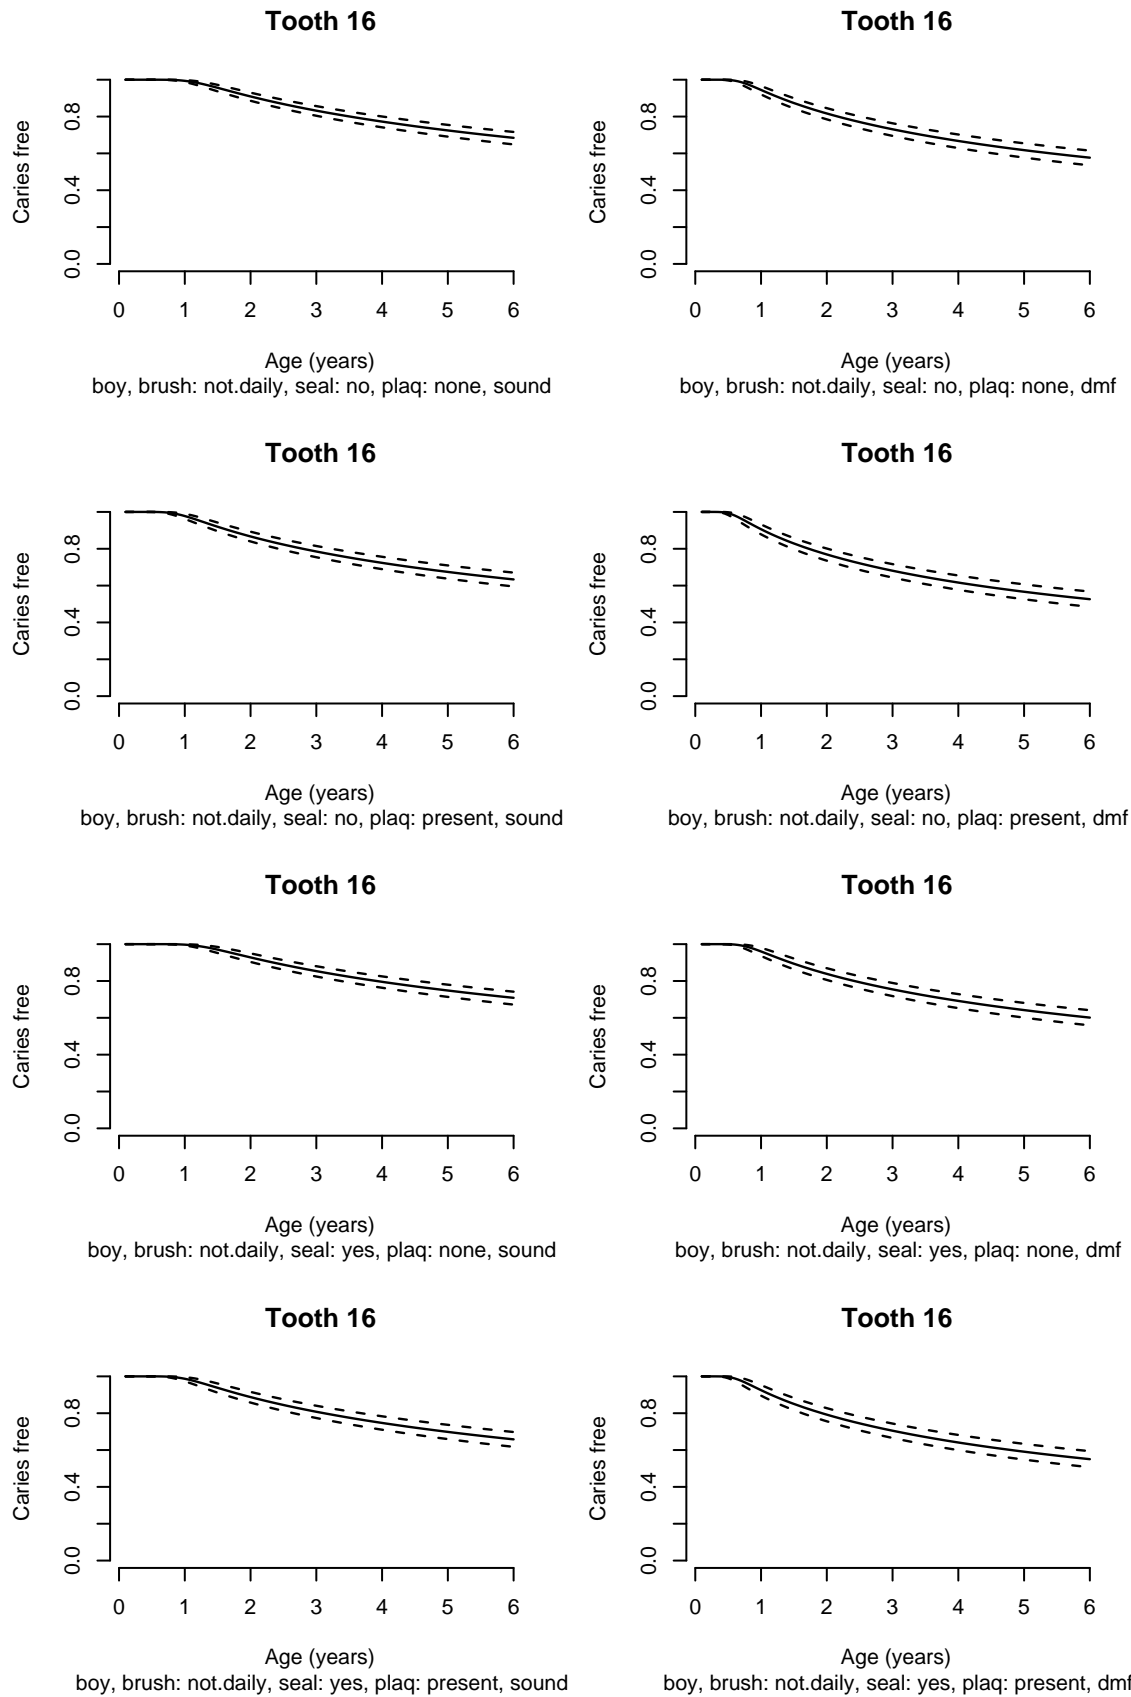 Tooth 16
Caries free
0.0 0.4 0.8
0 1 2 3 4 5 6
Age (years)
boy, brush: not.daily, seal: no, plaq: none, sound
Tooth 16
Caries free
0.0 0.4 0.8
0 1 2 3 4 5 6
Age (years)
boy, brush: not.daily, seal: no, plaq: none, dmf
Tooth 16
Caries free
0.0 0.4 0.8
0 1 2 3 4 5 6
Age (years)
boy, brush: not.daily, seal: no, plaq: present, sound
Tooth 16
Caries free
0.0 0.4 0.8
0 1 2 3 4 5 6
Age (years)
boy, brush: not.daily, seal: no, plaq: present, dmf
Tooth 16
Caries free
0.0 0.4 0.8
0 1 2 3 4 5 6
Age (years)
boy, brush: not.daily, seal: yes, plaq: none, sound
Tooth 16
Caries free
0.0 0.4 0.8
0 1 2 3 4 5 6
Age (years)
boy, brush: not.daily, seal: yes, plaq: none, dmf
Tooth 16
Caries free
0.0 0.4 0.8
0 1 2 3 4 5 6
Age (years)
boy, brush: not.daily, seal: yes, plaq: present, sound
Tooth 16
Caries free
0.0 0.4 0.8
0 1 2 3 4 5 6
Age (years)
boy, brush: not.daily, seal: yes, plaq: present, dmf